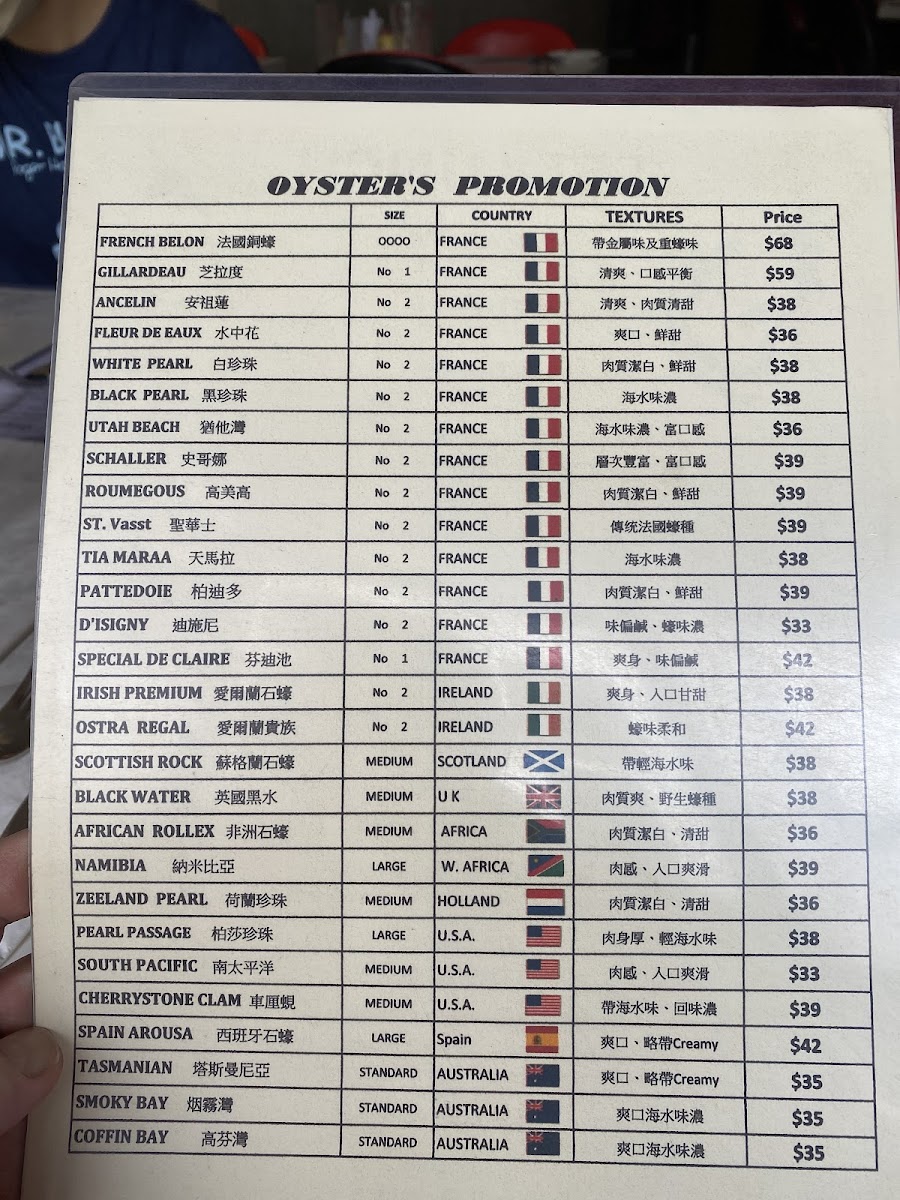 OYSTER'S PROMOTION
SIZE COUNTRY TEXTURES Price
FRENCH BELON 法國銅蠔 OOOO FRANCE 帶金屬味及重蠔味 $68
GILLARDEAU 芝拉度 No 1 FRANCE 清爽、口感平衡 $59
ANCELIN 安祖蓮 No 2 FRANCE 清爽、肉質清甜 $38
FLEUR DE EAUX 水中花 No 2 FRANCE 爽口、鮮甜 $36
WHITE PEARL 白珍珠 No 2 FRANCE 肉質潔白、鮮甜 $38
BLACK PEARL 黑珍珠 No 2 FRANCE 海水味濃 $38
UTAH BEACH 猶他灣 No 2 FRANCE 海水味濃、富口感 $36
SCHALLER 史哥娜 No 2 FRANCE 層次豐富、富口感 $39
ROUMEGOUS 高美高 No 2 FRANCE 肉質潔白、鮮甜 $39
ST. Vasst 聖華士 No 2 FRANCE 傳统法國蠔種 $39
TIA MARAA 天馬拉 No 2 FRANCE 海水味濃 $38
PATTEDOIE 柏迪多 No 2 FRANCE 肉質潔白、鮮甜 $39
D'ISIGNY 迪施尼 No 2 FRANCE 味偏鹹、蠔味濃 $33
SPECIAL DE CLAIRE 芬迪池 No 1 FRANCE 爽身、味偏鹹 $42
IRISH PREMIUM 愛爾蘭石蠔 No 2 IRELAND 爽身、入口甘甜 $38
OSTRA REGAL 愛爾蘭貴族 No 2 IRELAND 蠔味柔和 $42
SCOTTISH ROCK 蘇格蘭石蠔 MEDIUM SCOTLAND 帶輕海水味 $38
BLACK WATER 英國黑水 MEDIUM U K 肉質爽、野生蠔種 $38
AFRICAN ROLLEX 非洲石蠔 MEDIUM AFRICA 肉質潔白、清甜 $36
NAMIBIA 納米比亞 LARGE W. AFRICA 肉感、入口爽滑 $39
ZEELAND PEARL 荷蘭珍珠 MEDIUM HOLLAND 肉質潔白、清甜 $36
PEARL PASSAGE 柏莎珍珠 LARGE U.S.A. 肉身厚、輕海水味 $38
SOUTH PACIFIC 南太平洋 MEDIUM U.S.A. 肉感、入口爽滑 $33
CHERRYSTONE CLAM 車厘蜆 MEDIUM U.S.A. 帶海水味、回味濃 $39
SPAIN AROUSA 西班牙石蠔 LARGE Spain 爽口、略帶Creamy $42
TASMANIAN 塔斯曼尼亞 STANDARD AUSTRALIA 爽口、略帶Creamy $35
SMOKY BAY 烟霧灣 STANDARD AUSTRALIA 爽口海水味濃 $35
COFFIN BAY 高芬灣 STANDARD AUSTRALIA 爽口海水味濃 $35